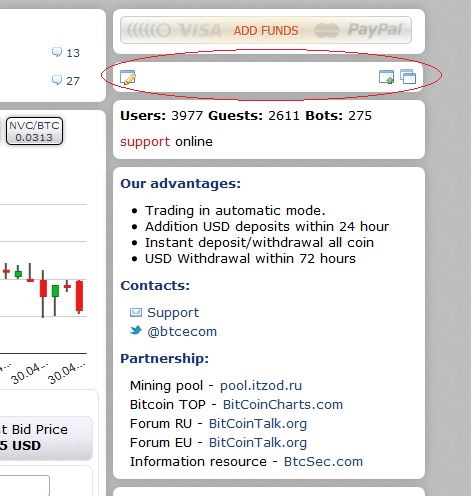 VISA ADD FUNDS PayPal
13
27
NVC/BTC
0.0313
Users: 3977 Guests: 2611 Bots: 275
support online
Our advantages:
Trading in automatic mode.
Addition USD deposits within 24 hour
Instant deposit/withdrawal all coin
USD Withdrawal within 72 hours
Contacts:
Support
@btcecom
Partnership:
Mining pool - pool.itzod.ru
Bitcoin TOP - BitCoinCharts.com
Forum RU - BitCoinTalk.org
Forum EU - BitCoinTalk.org
Information resource - BtcSec.com
30.04... 30.04...
t Bid Price
5 USD